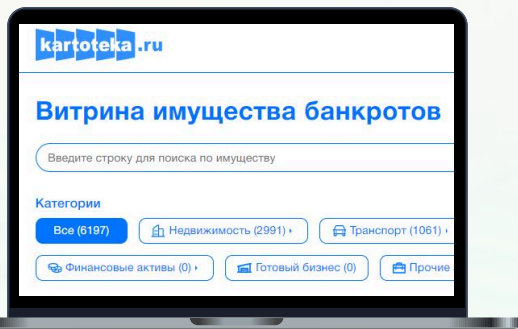 kartoteka.ru
Витрина имущества банкротов
Введите строку для поиска по имуществу
Категории
Все (6197) Недвижимость (2991) Транспорт (1061)
Финансовые активы (0) Готовый бизнес (0) Прочие